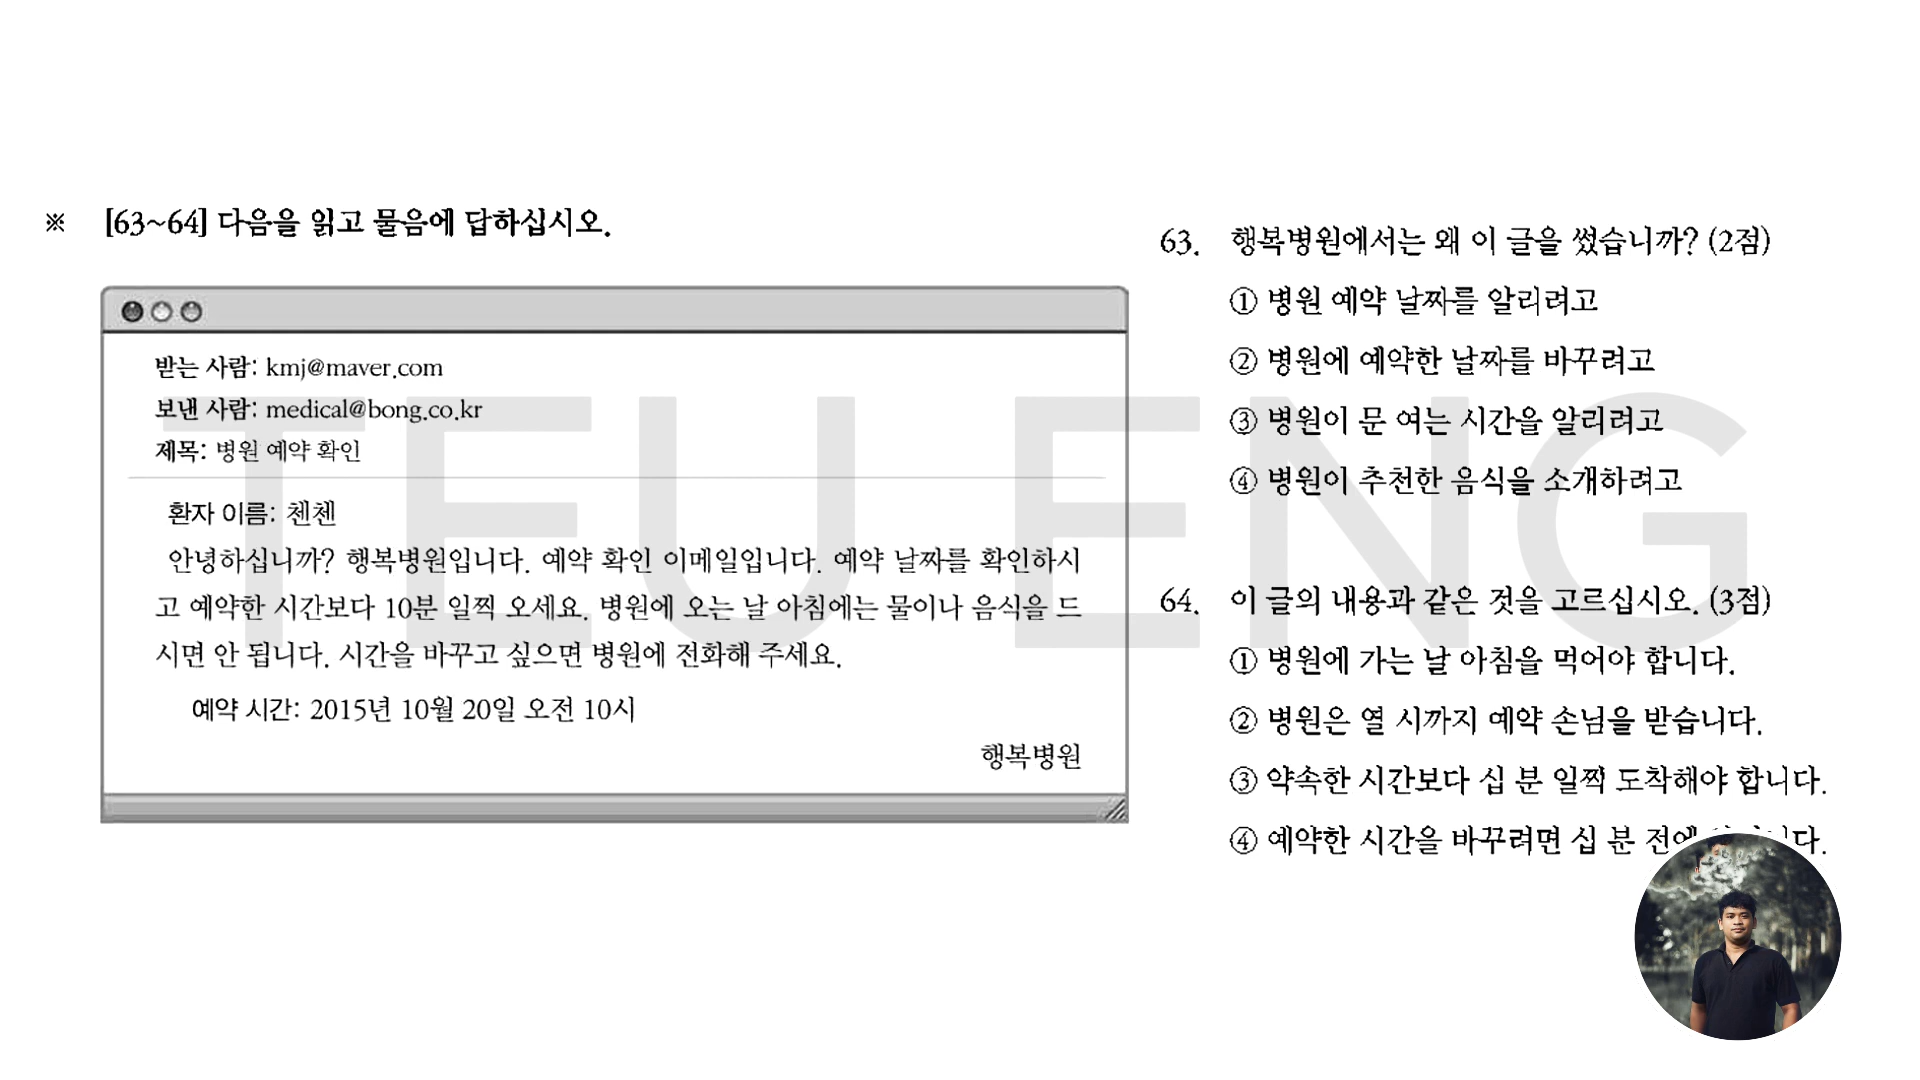 ※ [63~64] 다음을 읽고 물음에 답하십시오.
받는 사람: kmj@maver.com
보낸 사람: medical@bong.co.kr
제목: 병원 예약 확인
환자 이름: 첸첸
안녕하십니까? 행복병원입니다. 예약 확인 이메일입니다. 예약 날짜를 확인하시
고 예약한 시간보다 10분 일찍 오세요. 병원에 오는 날 아침에는 물이나 음식을 드
시면 안 됩니다. 시간을 바꾸고 싶으면 병원에 전화해 주세요.
예약 시간: 2015년 10월 20일 오전 10시
행복병원
63. 행복병원에서는 왜 이 글을 썼습니까? (2점)
① 병원 예약 날짜를 알리려고
② 병원에 예약한 날짜를 바꾸려고
③ 병원이 문 여는 시간을 알리려고
④ 병원이 추천한 음식을 소개하려고
64. 이 글의 내용과 같은 것을 고르십시오. (3점)
① 병원에 가는 날 아침을 먹어야 합니다.
② 병원은 열 시까지 예약 손님을 받습니다.
③ 약속한 시간보다 십 분 일찍 도착해야 합니다.
④ 예약한 시간을 바꾸려면 십 분 전에
TEU ENG